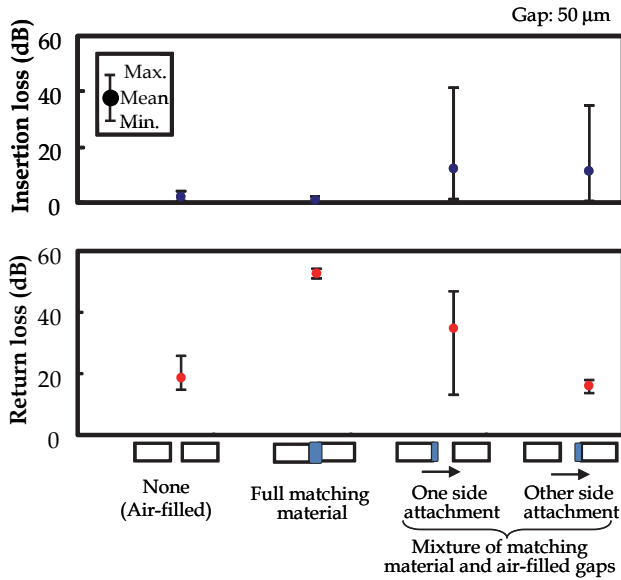 Gap: 50 µm
Insertion loss (dB)
60
40
20
0
Max.
Mean
Min.
Return loss (dB)
60
40
20
0
None
(Air-filled)
Full matching
material
One side
attachment
Other side
attachment
Mixture of matching
material and air-filled gaps